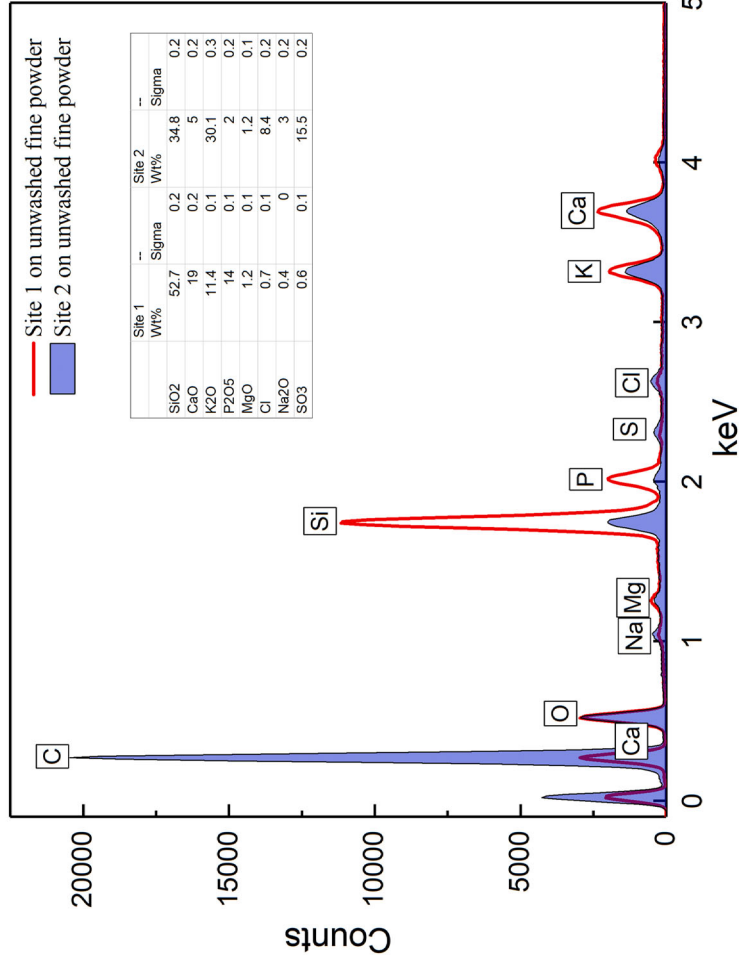 Site 1 on unwashed fine powder
Site 2 on unwashed fine powder
Site 1 -- Site 2 --
Wt% Sigma Wt% Sigma
SiO2 52.7 0.2 34.8 0.2
CaO 19 0.2 5 0.2
K2O 11.4 0.1 30.1 0.3
P2O5 14 0.1 2 0.2
MgO 1.2 0.1 1.2 0.1
Cl 0.7 0.1 8.4 0.2
Na2O 0.4 0 3 0.2
SO3 0.6 0.1 15.5 0.2
C
Ca
O
Na
Mg
Si
P
S
Cl
K
Ca
Counts
20000
15000
10000
5000
0
0 1 2 3 4 5
keV